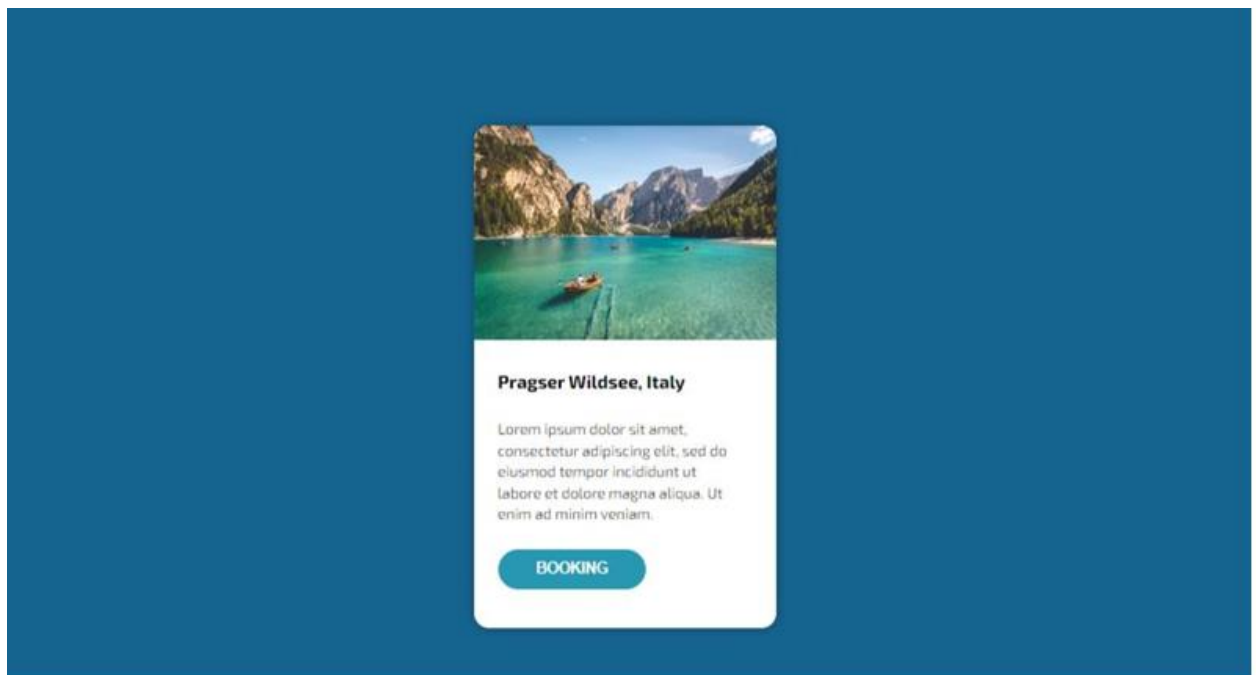 Pragser Wildsee, Italy
Lorem ipsum dolor sit amet,
consectetur adipiscing elit, sed do
eiusmod tempor incididunt ut
labore et dolore magna aliqua. Ut
enim ad minim veniam.
BOOKING